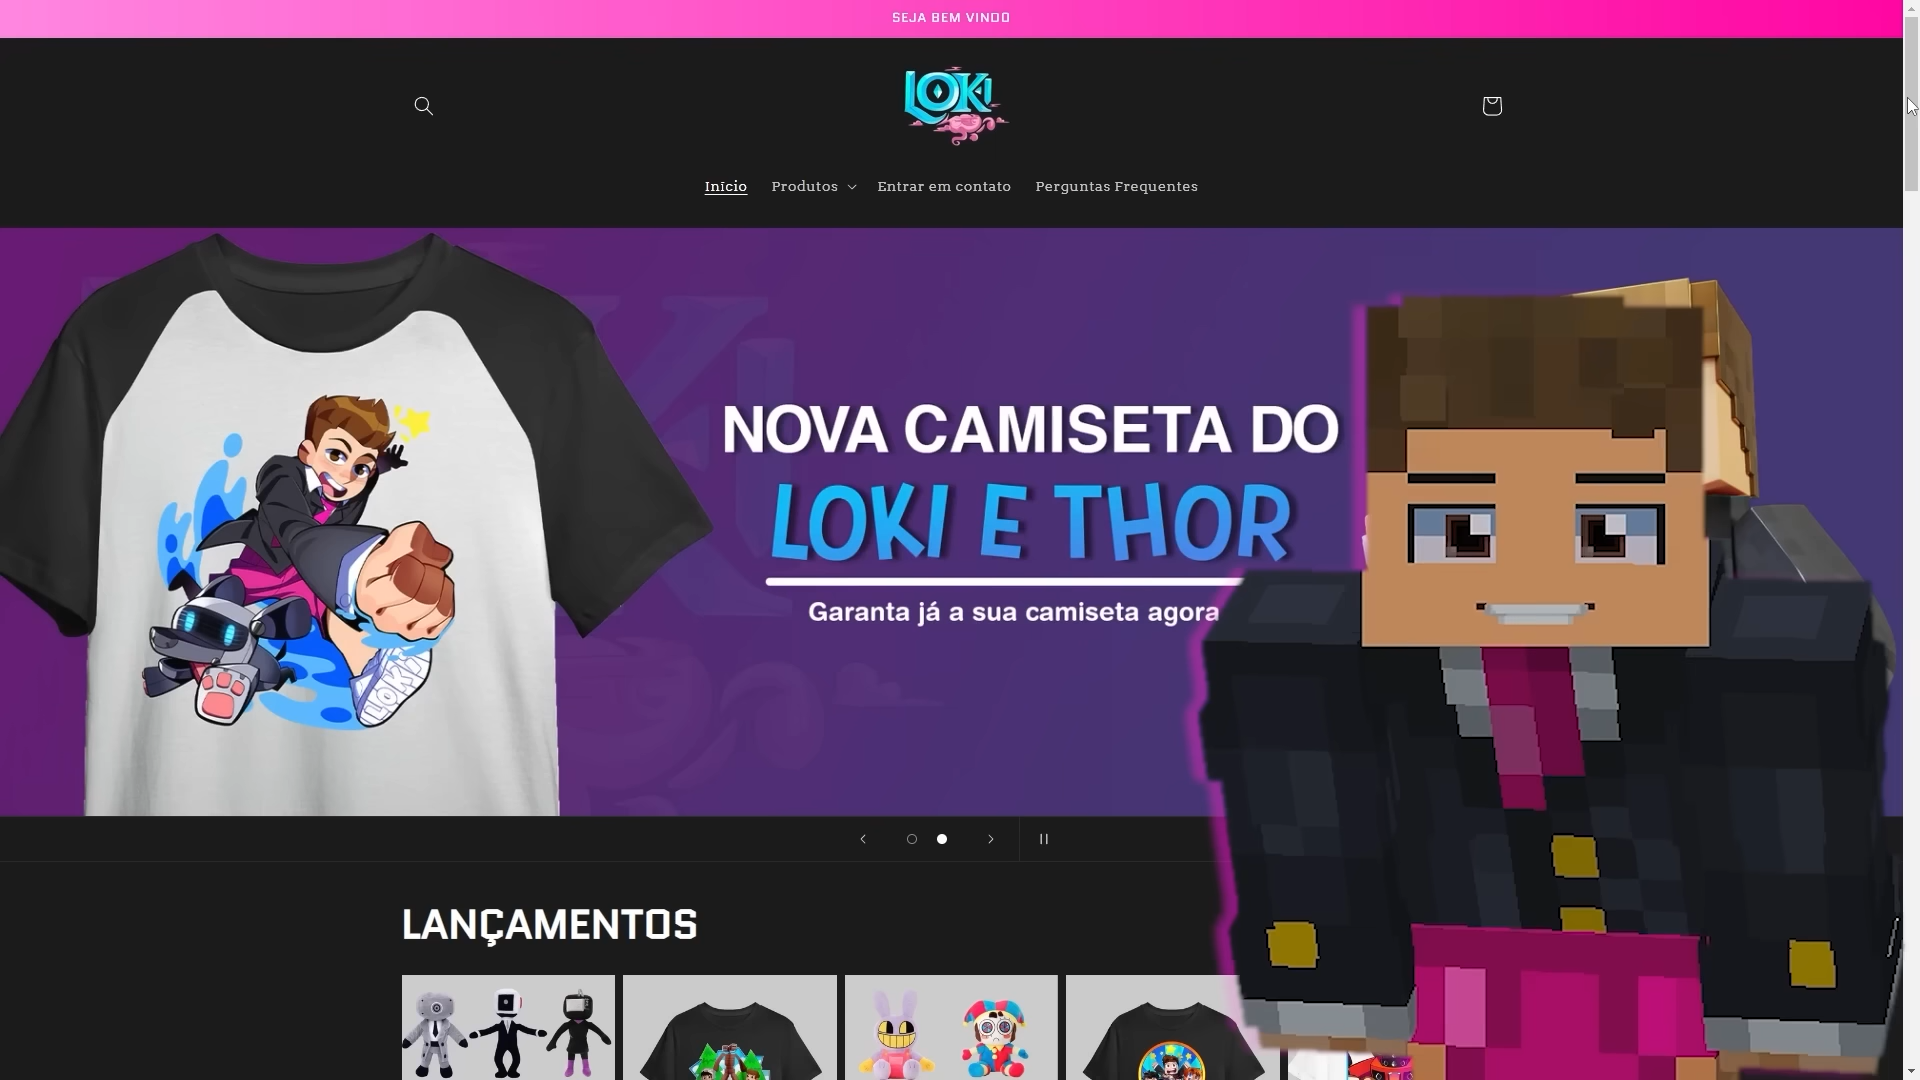 SEJA BEM VINDO
LOKI
Início
Produtos
Entrar em contato
Perguntas Frequentes
NOVA CAMISETA DO
LOKI E THOR
Garanta já a sua camiseta agora
LOKI
LANÇAMENTOS